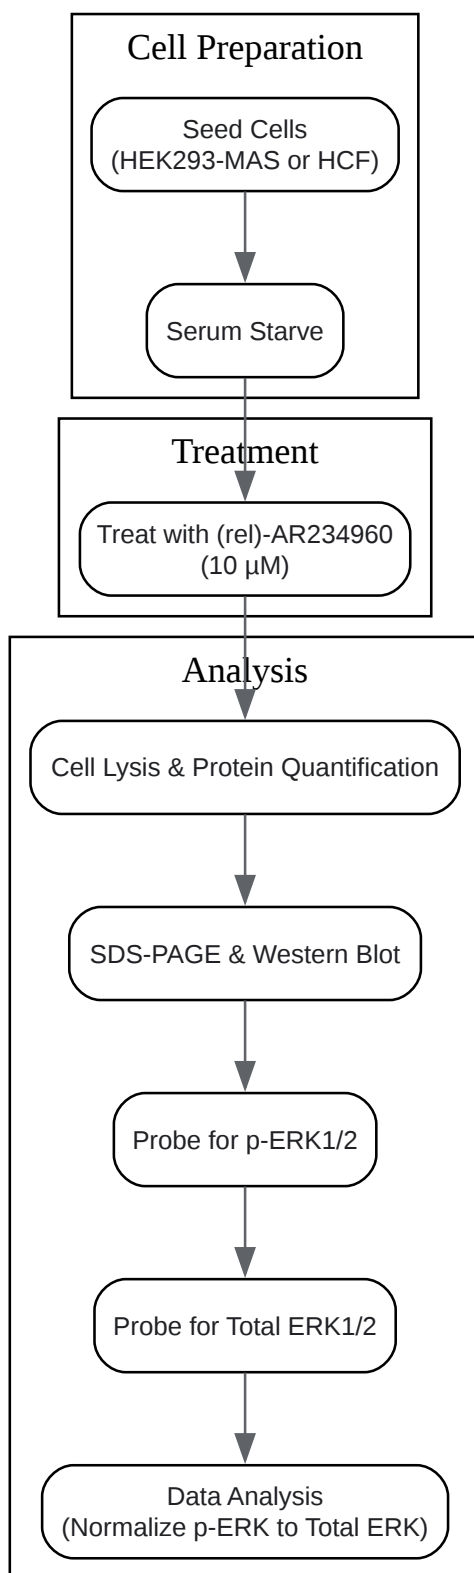 Cell Preparation
Seed Cells
(HEK293-MAS or HCF)
Serum Starve
Treatment
Treat with (rel)-AR234960
(10 µM)
Analysis
Cell Lysis & Protein Quantification
SDS-PAGE & Western Blot
Probe for p-ERK1/2
Probe for Total ERK1/2
Data Analysis
(Normalize p-ERK to Total ERK)